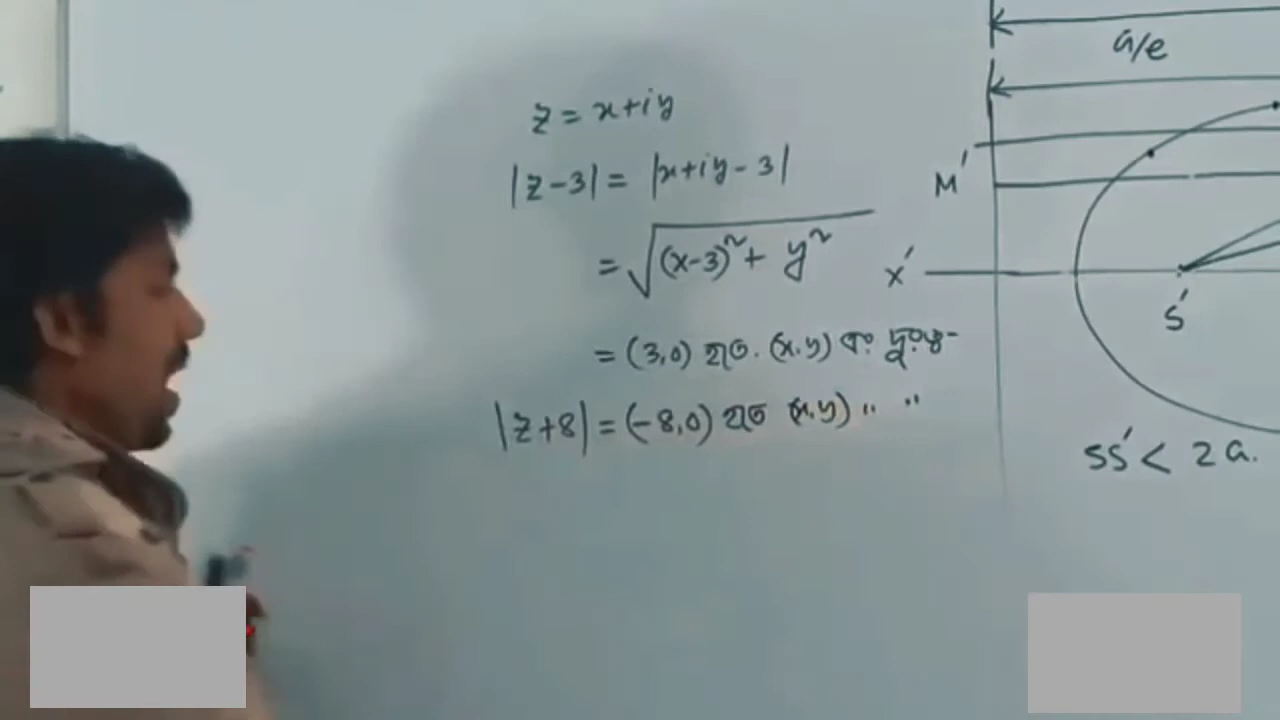 z = x+iy
|z-3| = |x+iy-3|
= √(x-3)² + y²
= (3,0) হতে (x,y) এর দূরত্ব
|z+8| = (-8,0) হতে (x,y) " "
a/e
M'
X'
S'
SS' < 2a.